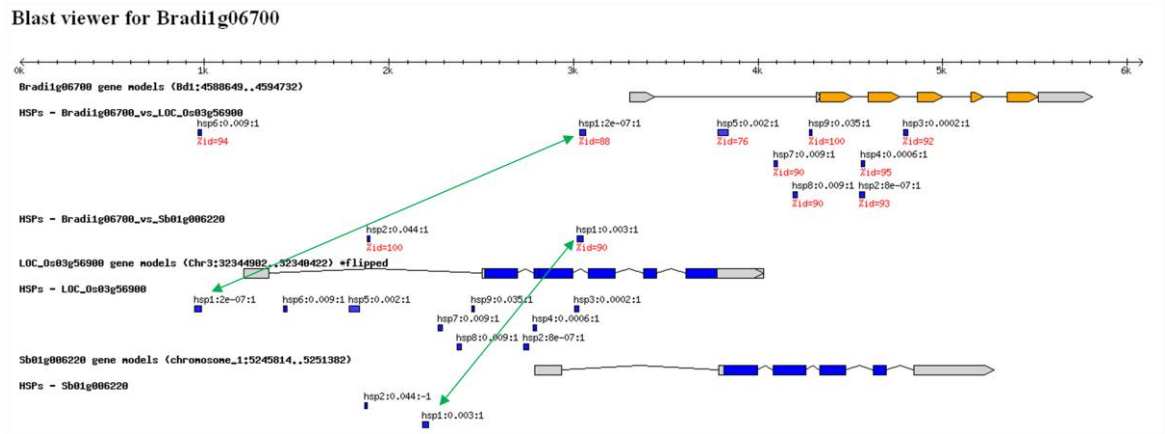 Blast viewer for Bradi1g06700
0k 1k 2k 3k 4k 5k 6k
Bradi1g06700 gene models (Bd1:4588649..4594732)
HSPs - Bradi1g06700_vs_LOC_Os03g56900
hsp6:0.009:1 hsp1:2e-07:1 hsp5:0.002:1 hsp9:0.035:1 hsp3:0.0002:1
%id=94 %id=88 %id=76 %id=100 %id=92
hsp7:0.009:1 hsp4:0.0006:1
%id=90 %id=95
hsp8:0.009:1 hsp2:8e-07:1
%id=90 %id=93
HSPs - Bradi1g06700_vs_Sb01g006220
hsp2:0.044:1 hsp1:0.003:1
%id=100 %id=90
LOC_Os03g56900 gene models (Chr3:32344902..32340422) *flipped
HSPs - LOC_Os03g56900
hsp1:2e-07:1 hsp6:0.009:1 hsp5:0.002:1 hsp9:0.035:1 hsp3:0.0002:1
hsp7:0.009:1 hsp4:0.0006:1
hsp8:0.009:1 hsp2:8e-07:1
Sb01g006220 gene models (chromosome_1:5245814..5251382)
HSPs - Sb01g006220
hsp2:0.044:-1
hsp1:0.003:1